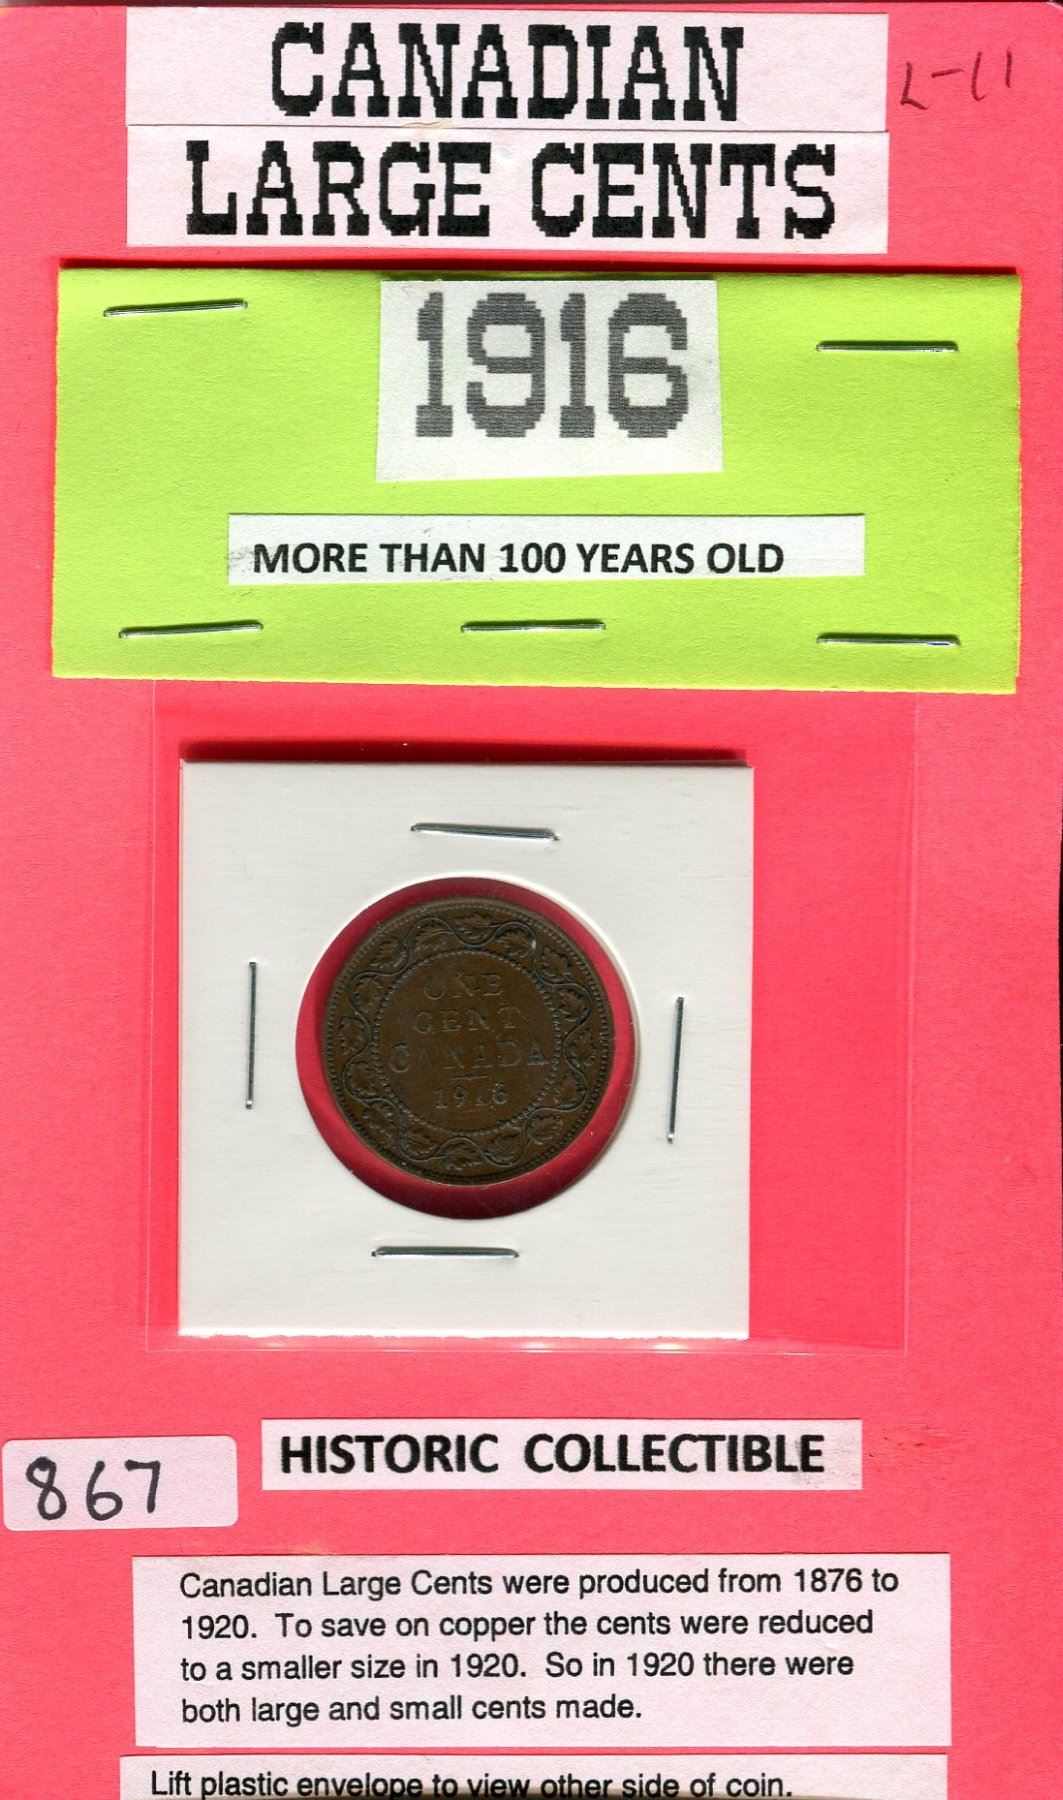 CANADIAN
L-11
LARGE CENTS
1916
MORE THAN 100 YEARS OLD
ONE
CENT
CANADA
1916
HISTORIC COLLECTIBLE
867
Canadian Large Cents were produced from 1876 to
1920. To save on copper the cents were reduced
to a smaller size in 1920. So in 1920 there were
both large and small cents made.
Lift plastic envelope to view other side of coin.